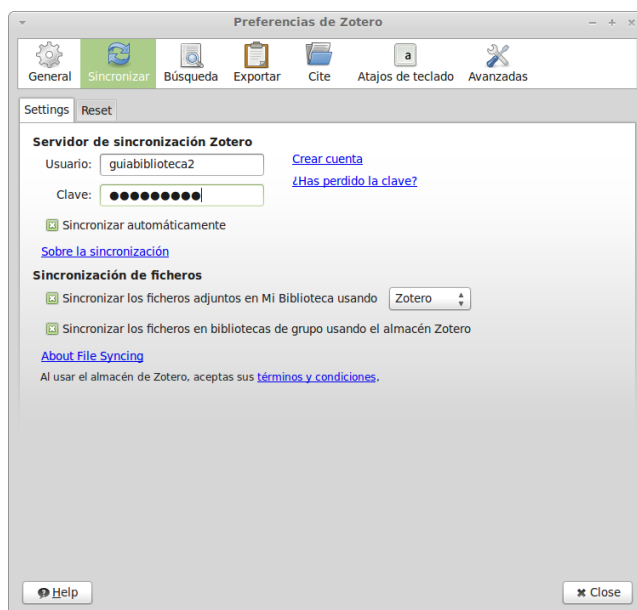 Preferencias de Zotero
General Sincronizar Búsqueda Exportar Cite Atajos de teclado Avanzadas
a
Settings Reset
Servidor de sincronización Zotero
Usuario: guiabiblioteca2 Crear cuenta
¿Has perdido la clave?
Clave: ●●●●●●●●●
Sincronizar automáticamente
Sobre la sincronización
Sincronización de ficheros
Sincronizar los ficheros adjuntos en Mi Biblioteca usando Zotero
Sincronizar los ficheros en bibliotecas de grupo usando el almacén Zotero
About File Syncing
Al usar el almacén de Zotero, aceptas sus términos y condiciones.
Help Close